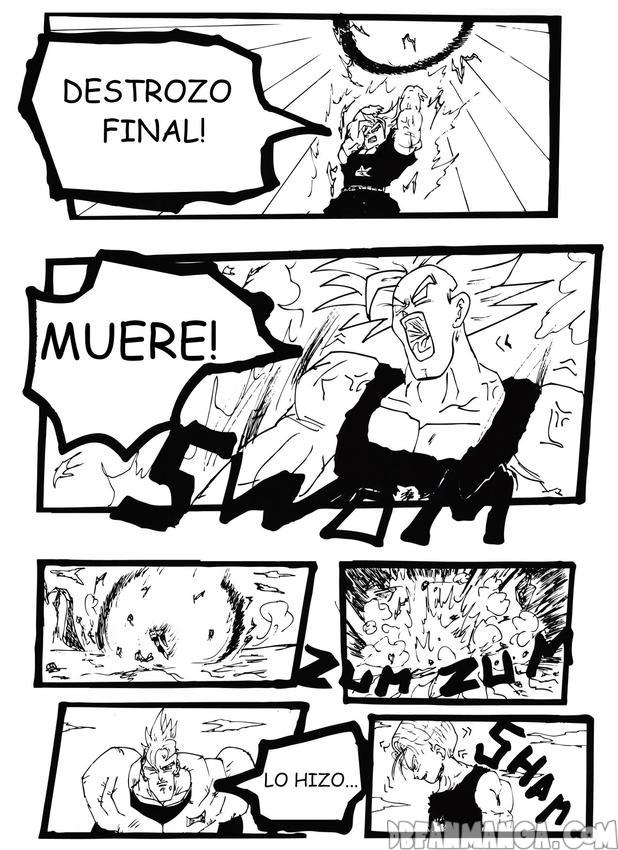 DESTROZO
FINAL!
MUERE!
SWOM
ZUM ZUM
LO HIZO...
SHAM
DBFANMANGA.COM